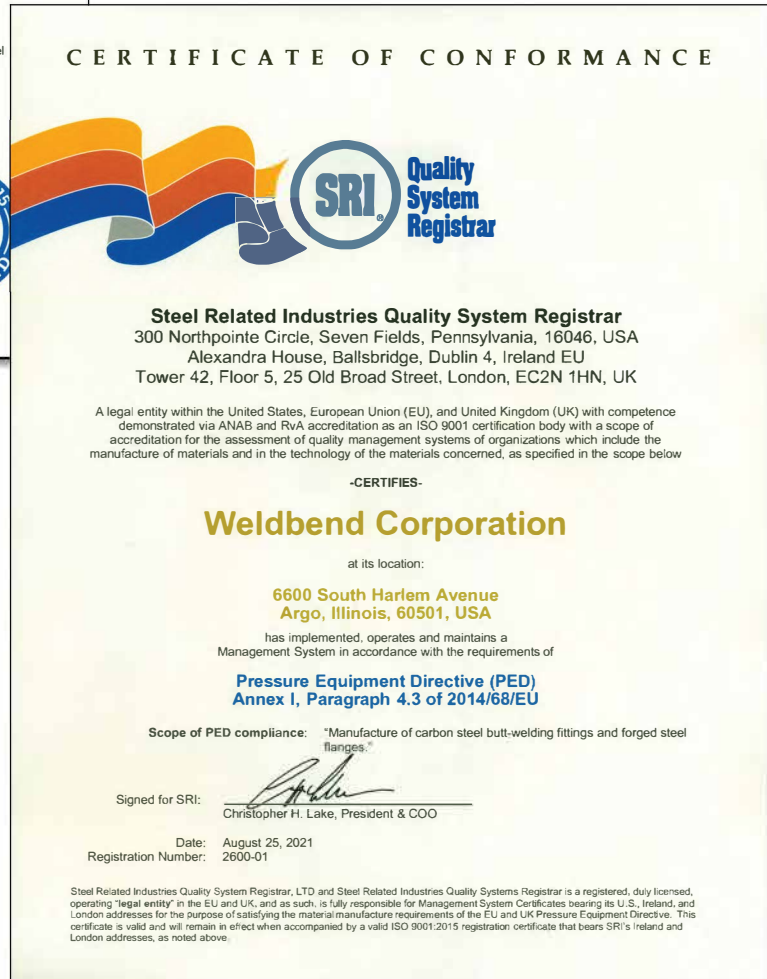 el
15
D
CERTIFICATE OF CONFORMANCE
SRI®
Quality
System
Registrar
Steel Related Industries Quality System Registrar
300 Northpointe Circle, Seven Fields, Pennsylvania, 16046, USA
Alexandra House, Ballsbridge, Dublin 4, Ireland EU
Tower 42, Floor 5, 25 Old Broad Street, London, EC2N 1HN, UK
A legal entity within the United States, European Union (EU), and United Kingdom (UK) with competence
demonstrated via ANAB and RvA accreditation as an ISO 9001 certification body with a scope of
accreditation for the assessment of quality management systems of organizations which include the
manufacture of materials and in the technology of the materials concerned, as specified in the scope below
-CERTIFIES-
Weldbend Corporation
at its location:
6600 South Harlem Avenue
Argo, Illinois, 60501, USA
has implemented, operates and maintains a
Management System in accordance with the requirements of
Pressure Equipment Directive (PED)
Annex I, Paragraph 4.3 of 2014/68/EU
Scope of PED compliance: "Manufacture of carbon steel butt-welding fittings and forged steel
flanges."
Signed for SRI:
Christopher H. Lake, President & COO
Date: August 25, 2021
Registration Number: 2600-01
Steel Related Industries Quality System Registrar, LTD and Steel Related Industries Quality Systems Registrar is a registered, duly licensed,
operating "legal entity" in the EU and UK, and as such, is fully responsible for Management System Certificates bearing its U.S., Ireland, and
London addresses for the purpose of satisfying the material manufacture requirements of the EU and UK Pressure Equipment Directive. This
certificate is valid and will remain in effect when accompanied by a valid ISO 9001:2015 registration certificate that bears SRI's Ireland and
London addresses, as noted above.